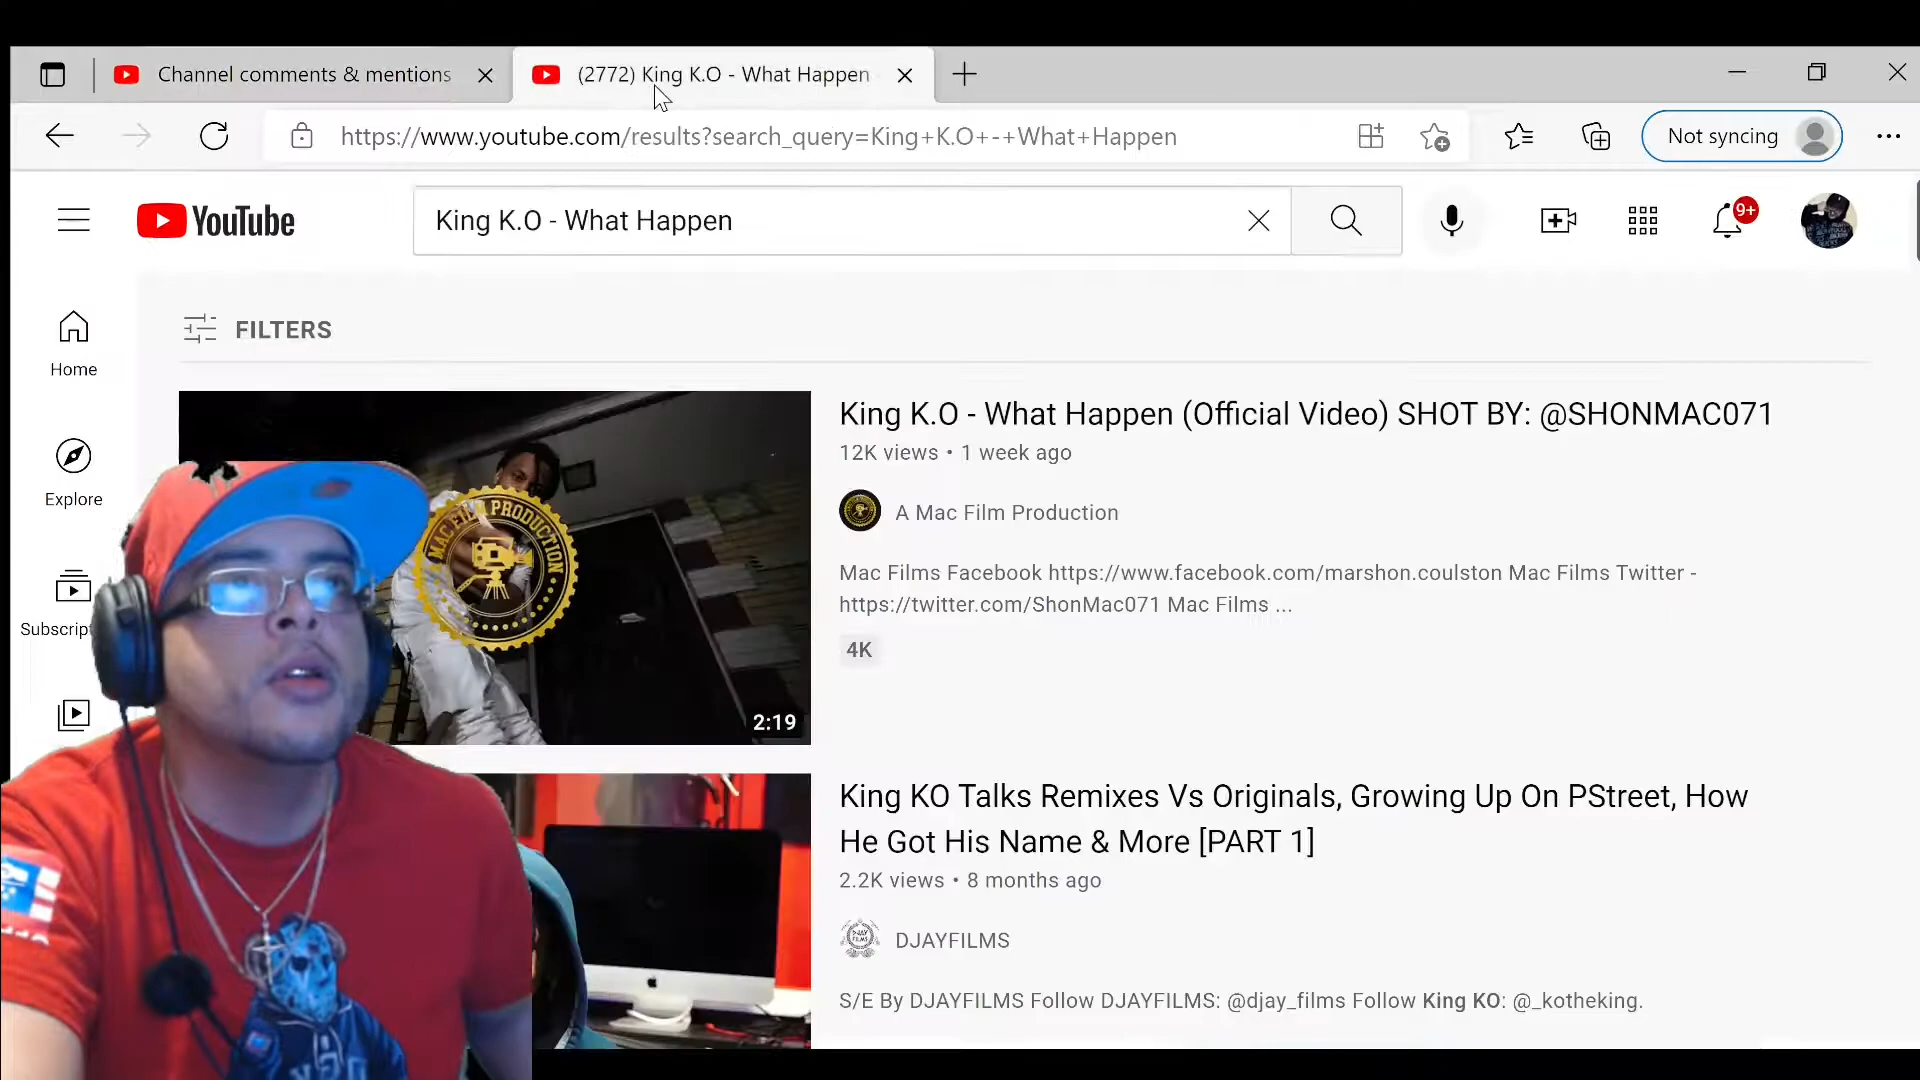 Channel comments & mentions
(2772) King K.O - What Happen
https://www.youtube.com/results?search_query=King+K.O+-+What+Happen
Not syncing
YouTube
King K.O - What Happen
9+
FILTERS
Home
Explore
Subscript
King K.O - What Happen (Official Video) SHOT BY: @SHONMAC071
12K views • 1 week ago
A Mac Film Production
Mac Films Facebook https://www.facebook.com/marshon.coulston Mac Films Twitter -
https://twitter.com/ShonMac071 Mac Films ...
4K
MAC FILM PRODUCTION
2:19
King KO Talks Remixes Vs Originals, Growing Up On PStreet, How
He Got His Name & More [PART 1]
2.2K views • 8 months ago
DJAYFILMS
S/E By DJAYFILMS Follow DJAYFILMS: @djay_films Follow King KO: @_kotheking.